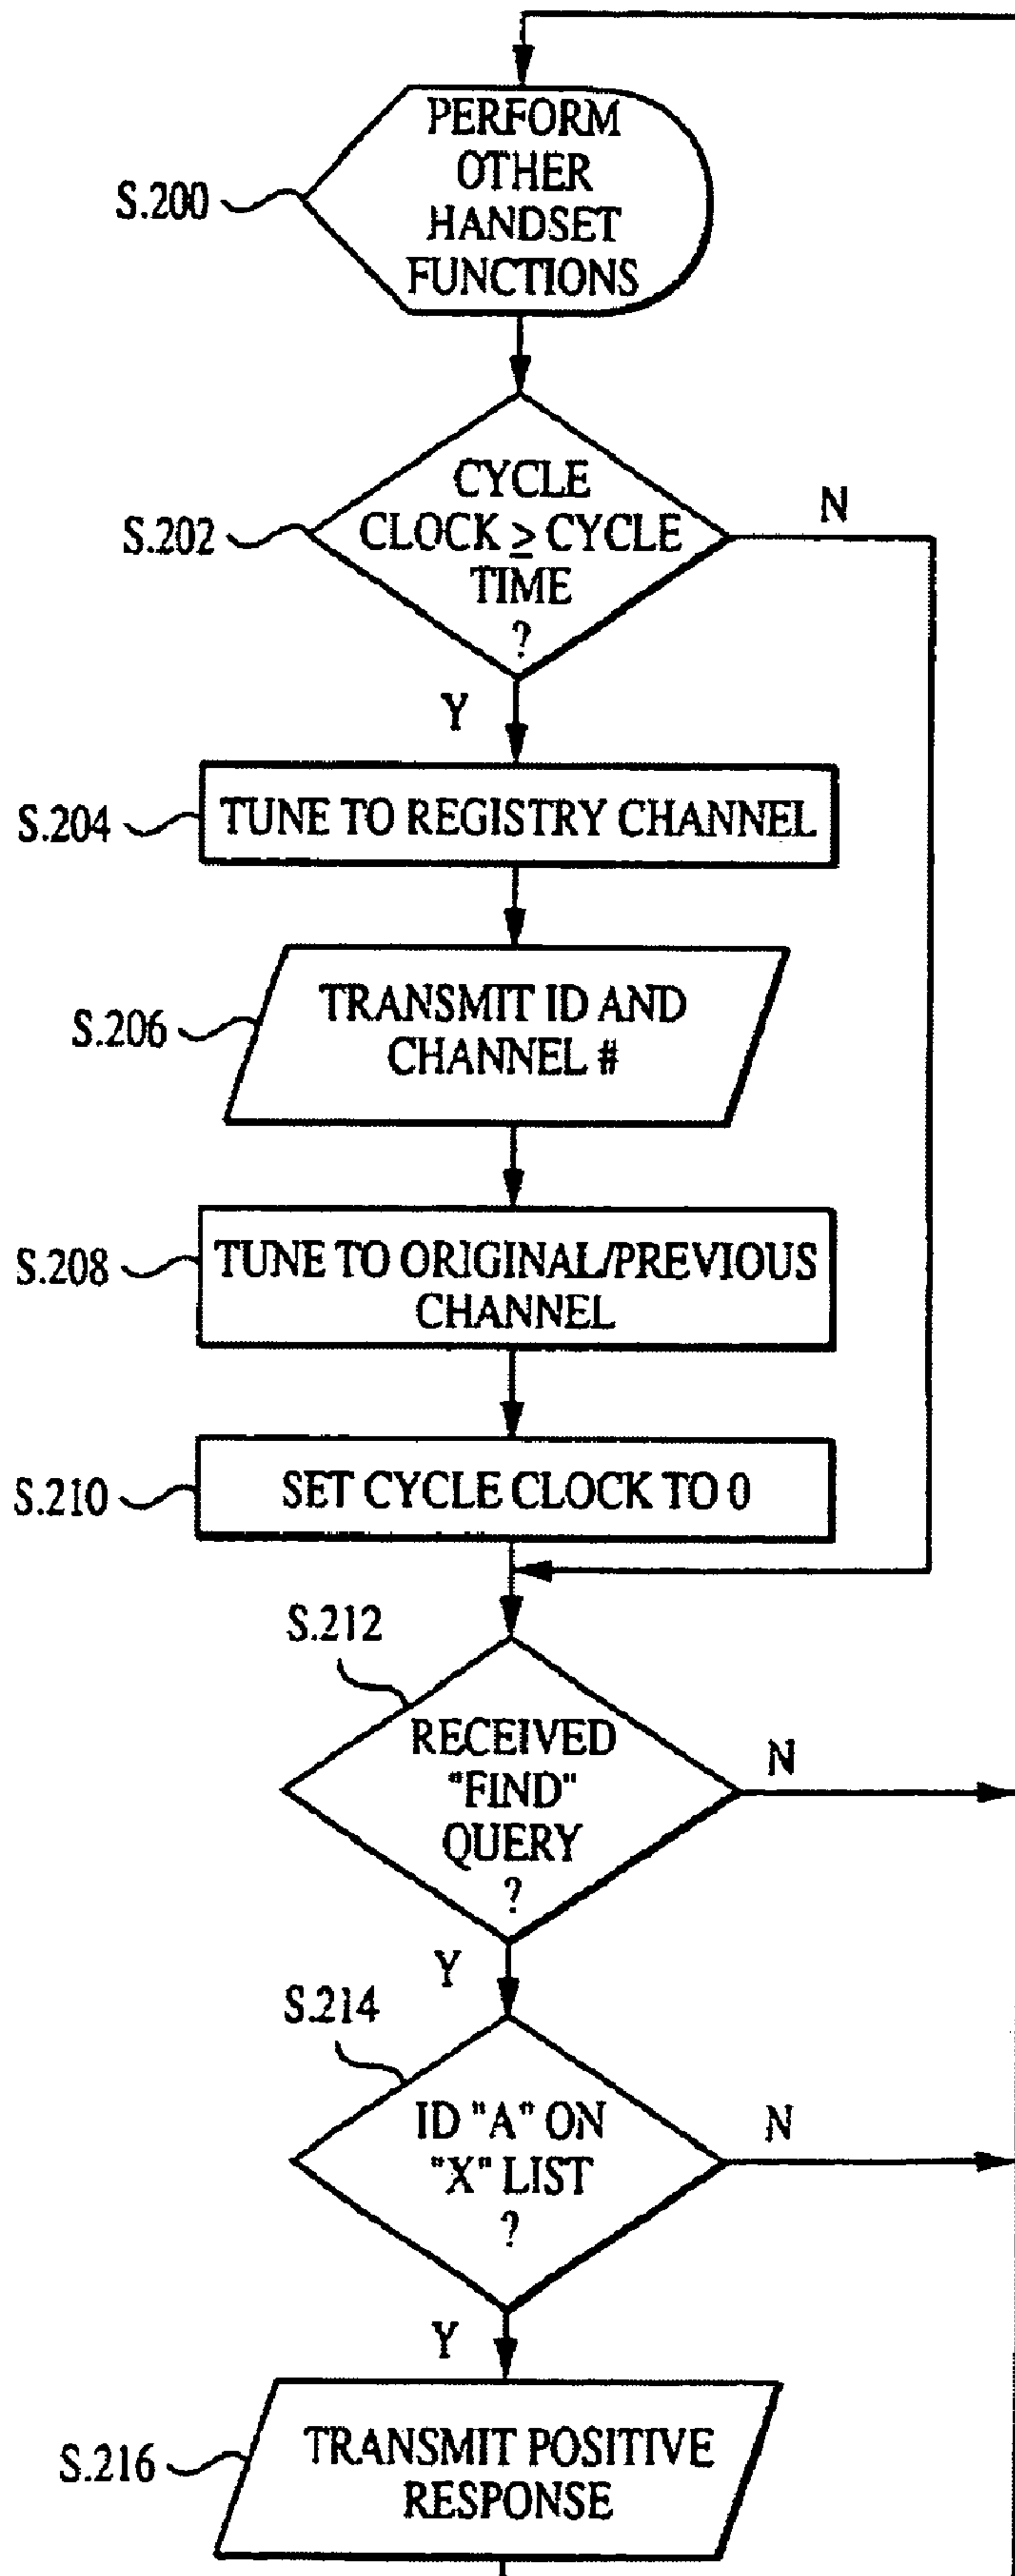 PERFORM
OTHER
HANDSET
FUNCTIONS
S.200
CYCLE
CLOCK ≥ CYCLE
TIME
?
S.202
N
Y
TUNE TO REGISTRY CHANNEL
S.204
TRANSMIT ID AND
CHANNEL #
S.206
TUNE TO ORIGINAL/PREVIOUS
CHANNEL
S.208
SET CYCLE CLOCK TO 0
S.210
S.212
RECEIVED
"FIND"
QUERY
?
N
Y
S.214
ID "A" ON
"X" LIST
?
N
Y
TRANSMIT POSITIVE
RESPONSE
S.216